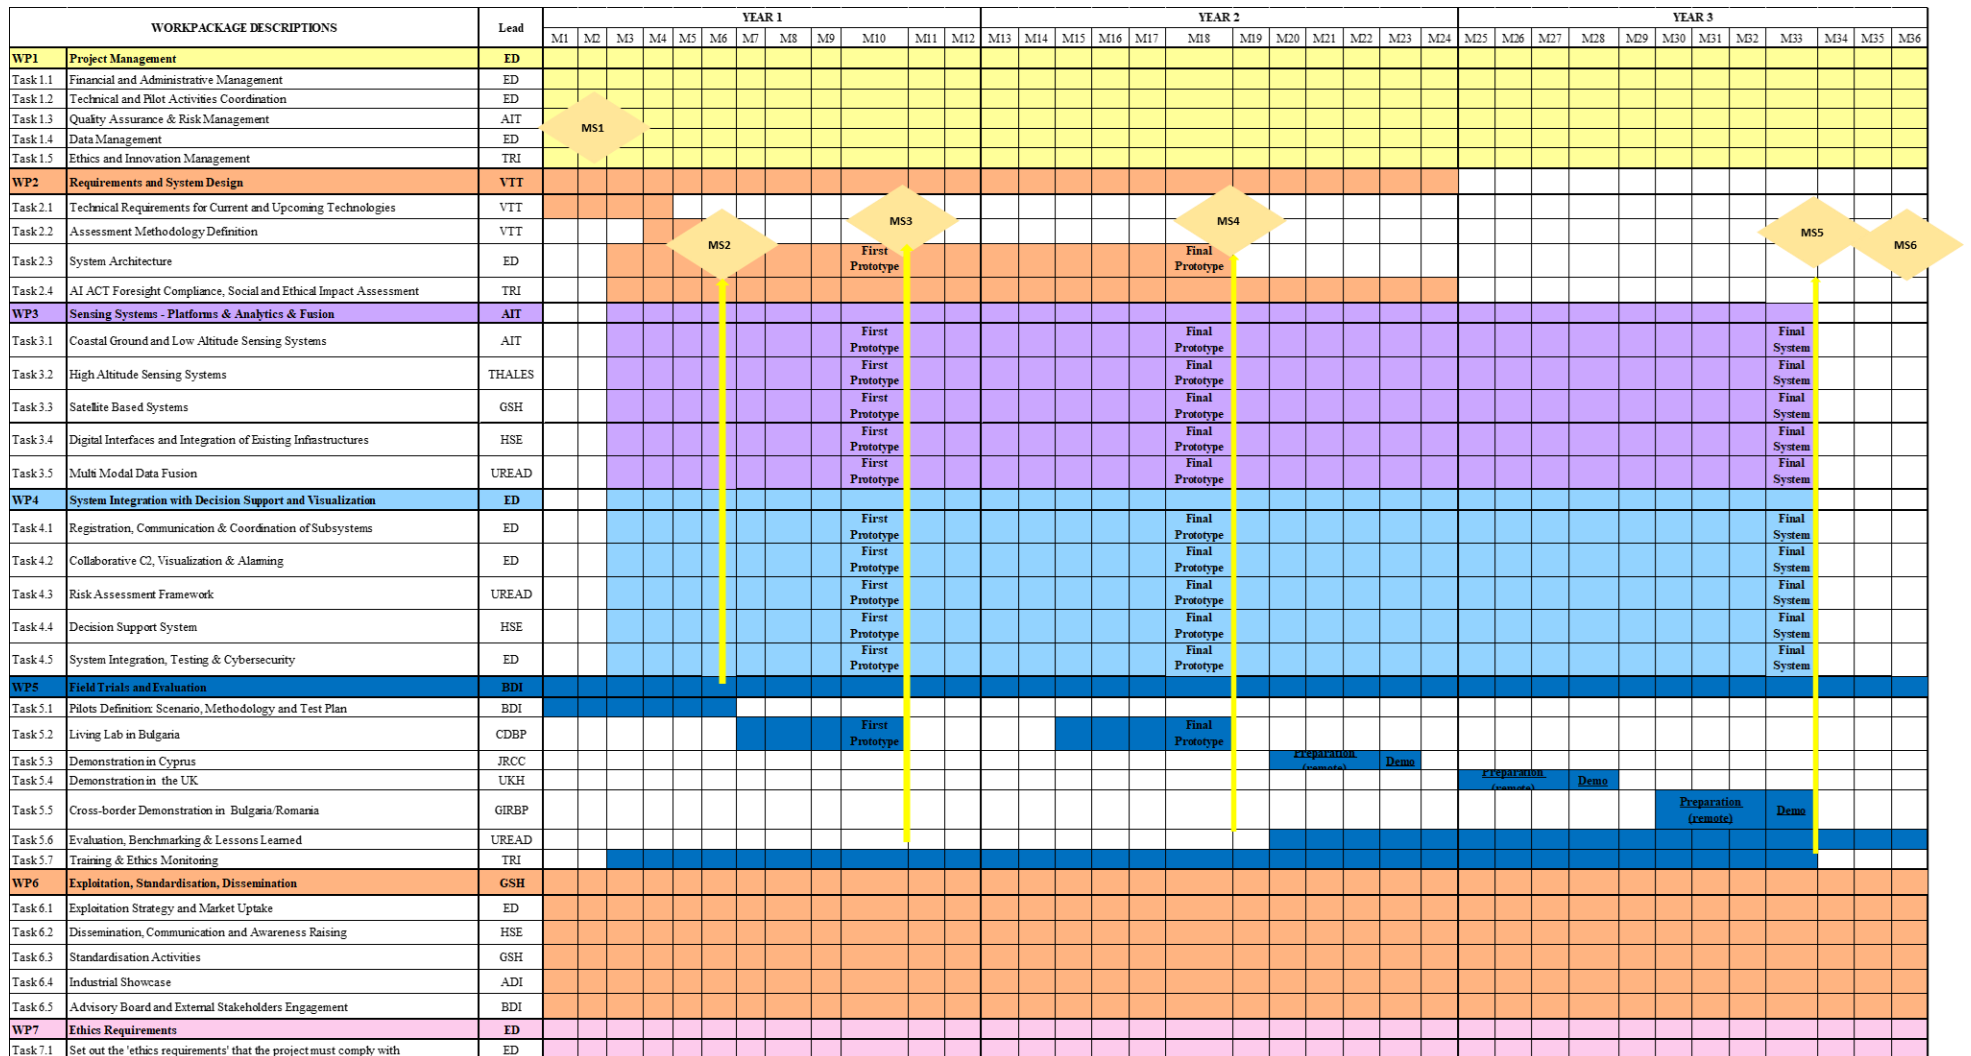 WORKPACKAGE DESCRIPTIONS Lead YEAR 1 YEAR 2 YEAR 3
M1 M2 M3 M4 M5 M6 M7 M8 M9 M10 M11 M12 M13 M14 M15 M16 M17 M18 M19 M20 M21 M22 M23 M24 M25 M26 M27 M28 M29 M30 M31 M32 M33 M34 M35 M36
WP1 Project Management ED
Task 1.1 Financial and Administrative Management ED
Task 1.2 Technical and Pilot Activities Coordination ED
Task 1.3 Quality Assurance & Risk Management AIT
MS1
Task 1.4 Data Management ED
Task 1.5 Ethics and Innovation Management TRI
WP2 Requirements and System Design VTT
Task 2.1 Technical Requirements for Current and Upcoming Technologies VTT
MS3 MS4
Task 2.2 Assessment Methodology Definition VTT
MS2 MS5 MS6
Task 2.3 System Architecture ED First Prototype Final Prototype
Task 2.4 AI ACT Foresight Compliance, Social and Ethical Impact Assessment TRI
WP3 Sensing Systems - Platforms & Analytics & Fusion AIT
Task 3.1 Coastal Ground and Low Altitude Sensing Systems AIT First Prototype Final Prototype Final System
Task 3.2 High Altitude Sensing Systems THALES First Prototype Final Prototype Final System
Task 3.3 Satellite Based Systems GSH First Prototype Final Prototype Final System
Task 3.4 Digital Interfaces and Integration of Existing Infrastructures HSE First Prototype Final Prototype Final System
Task 3.5 Multi Modal Data Fusion UREAD First Prototype Final Prototype Final System
WP4 System Integration with Decision Support and Visualization ED
Task 4.1 Registration, Communication & Coordination of Subsystems ED First Prototype Final Prototype Final System
Task 4.2 Collaborative C2, Visualization & Alarming ED First Prototype Final Prototype Final System
Task 4.3 Risk Assessment Framework UREAD First Prototype Final Prototype Final System
Task 4.4 Decision Support System HSE First Prototype Final Prototype Final System
Task 4.5 System Integration, Testing & Cybersecurity ED First Prototype Final Prototype Final System
WP5 Field Trials and Evaluation BDI
Task 5.1 Pilots Definition: Scenario, Methodology and Test Plan BDI
Task 5.2 Living Lab in Bulgaria CDBP First Prototype Final Prototype
Task 5.3 Demonstration in Cyprus JRCC Preparation (remote) Demo
Task 5.4 Demonstration in the UK UKH Preparation (remote) Demo
Task 5.5 Cross-border Demonstration in Bulgaria/Romania GIRBP Preparation (remote) Demo
Task 5.6 Evaluation, Benchmarking & Lessons Learned UREAD
Task 5.7 Training & Ethics Monitoring TRI
WP6 Exploitation, Standardisation, Dissemination GSH
Task 6.1 Exploitation Strategy and Market Uptake ED
Task 6.2 Dissemination, Communication and Awareness Raising HSE
Task 6.3 Standardisation Activities GSH
Task 6.4 Industrial Showcase ADI
Task 6.5 Advisory Board and External Stakeholders Engagement BDI
WP7 Ethics Requirements ED
Task 7.1 Set out the 'ethics requirements' that the project must comply with ED